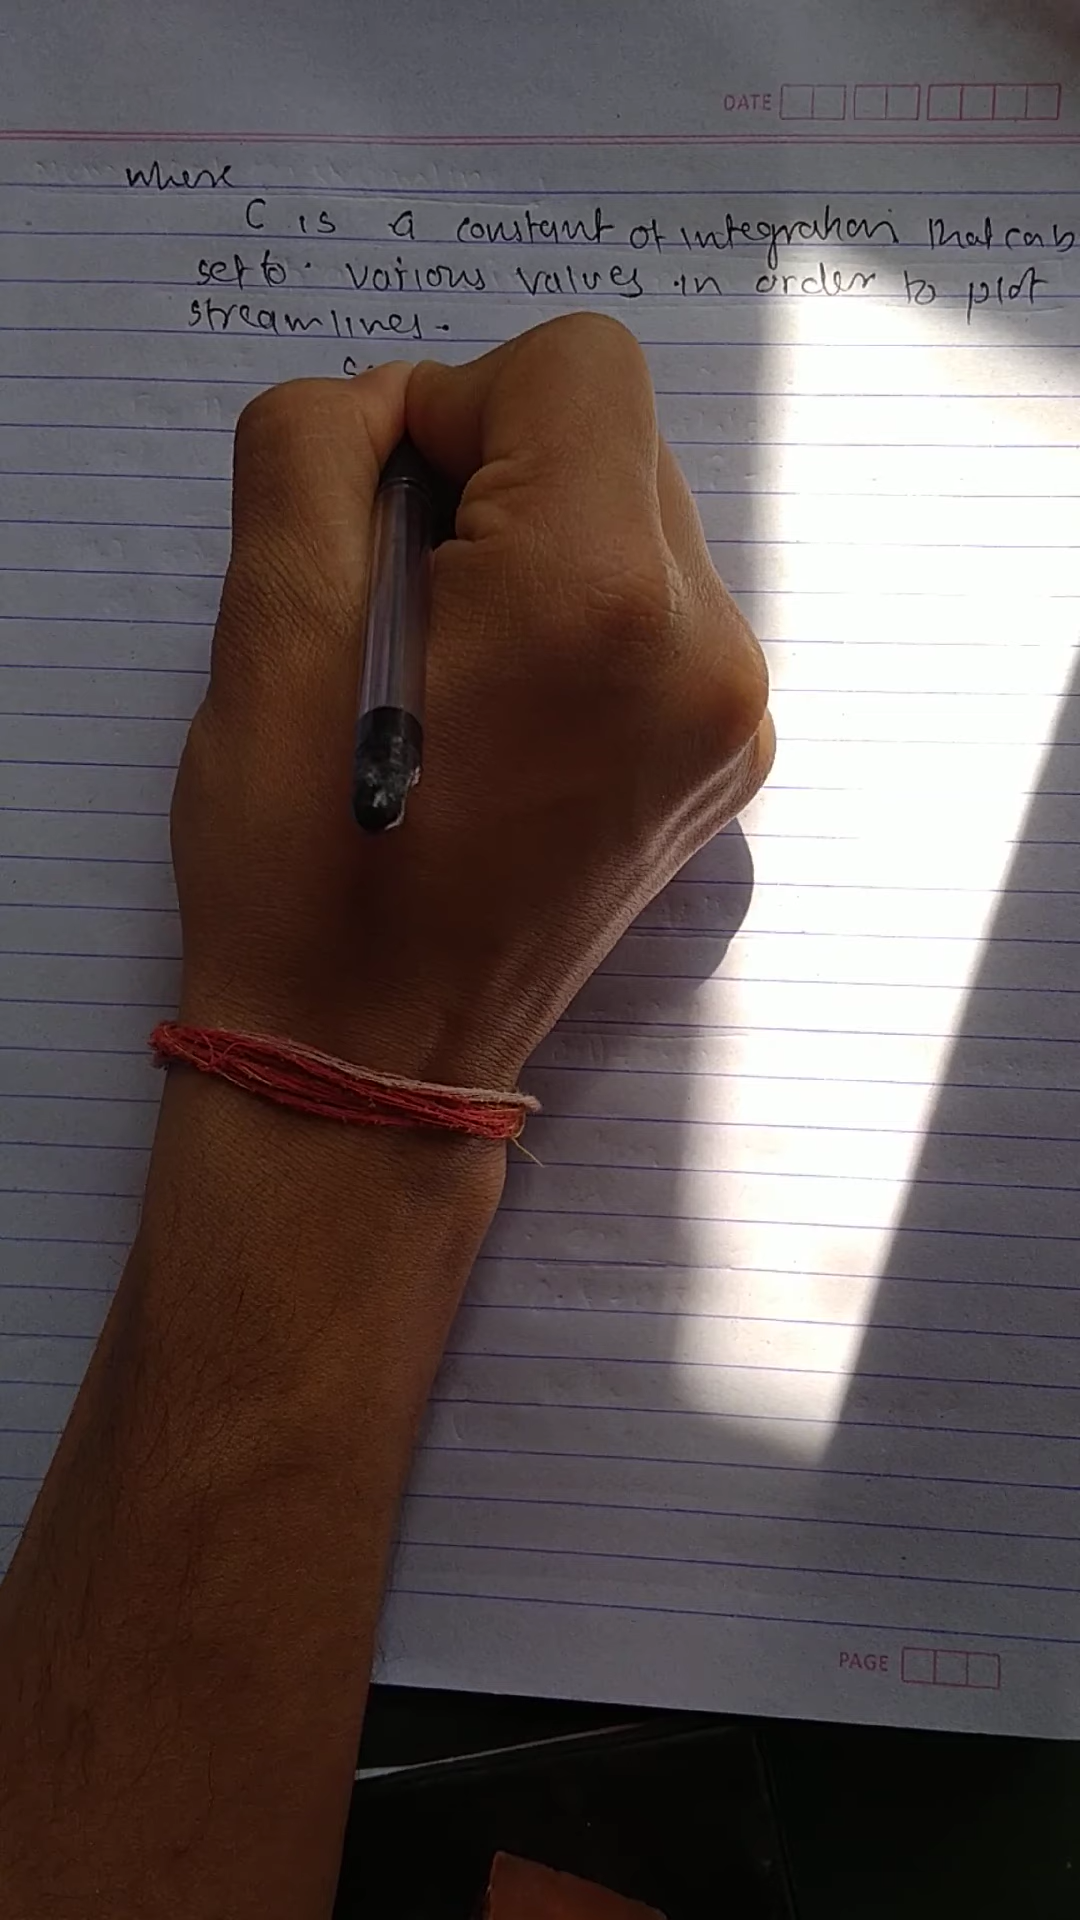 DATE
where
C is a constant of integration that can b
set to various values in order to plot
streamlines.
PAGE